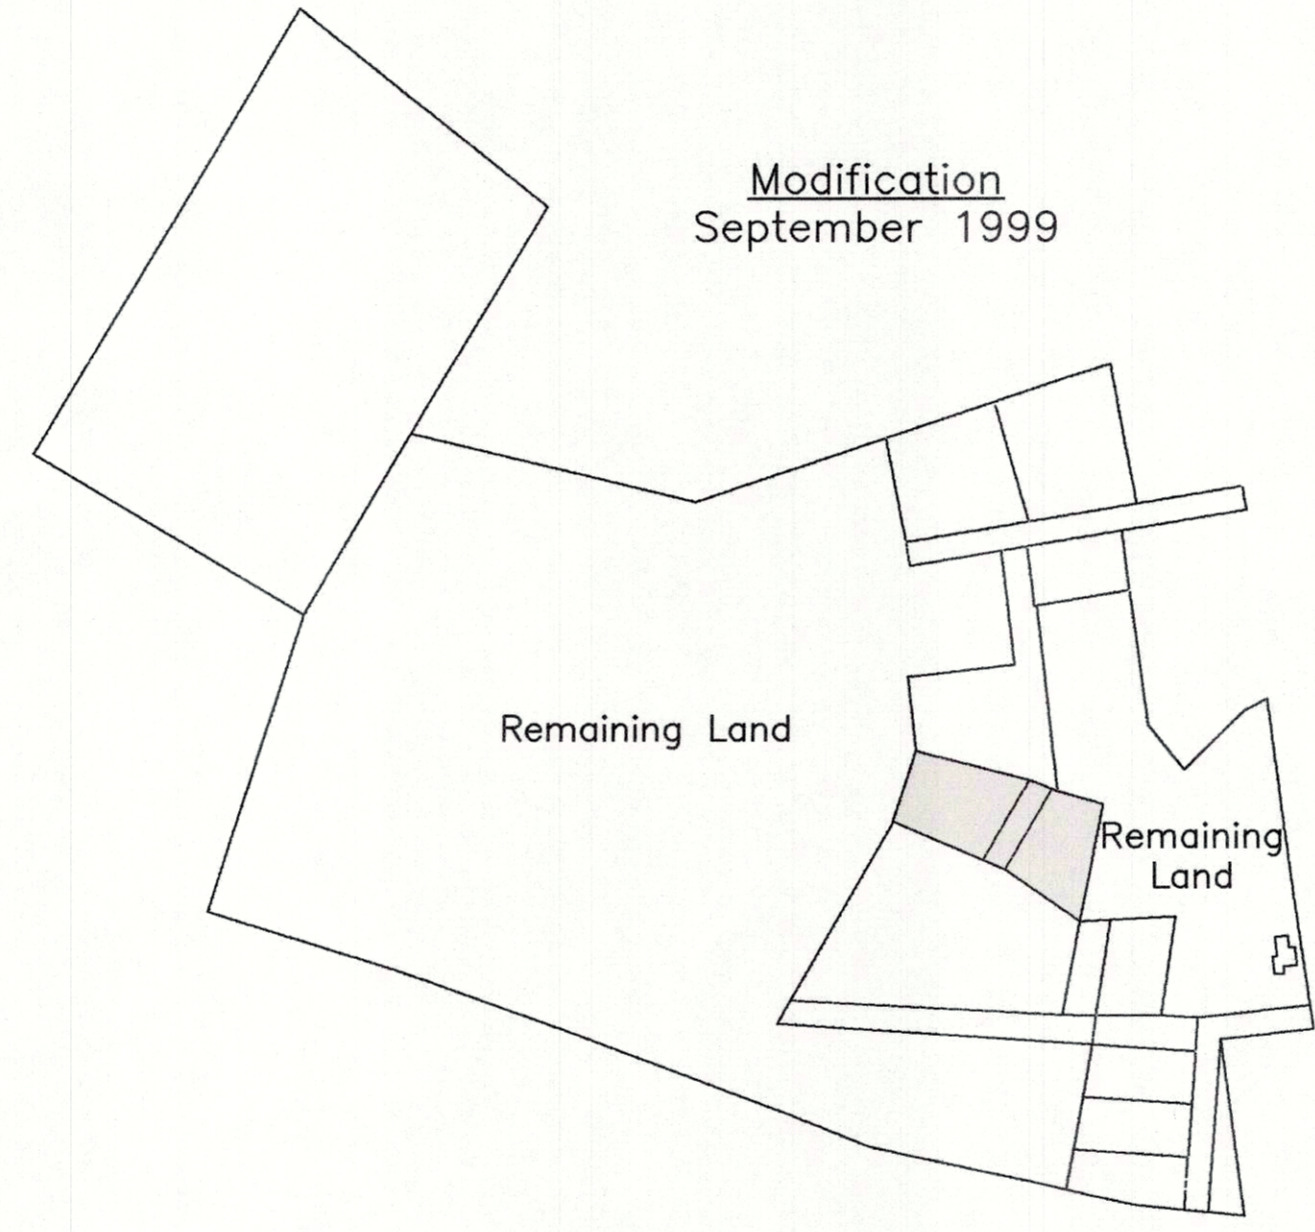 Modification
September 1999
Remaining Land
Remaining
Land